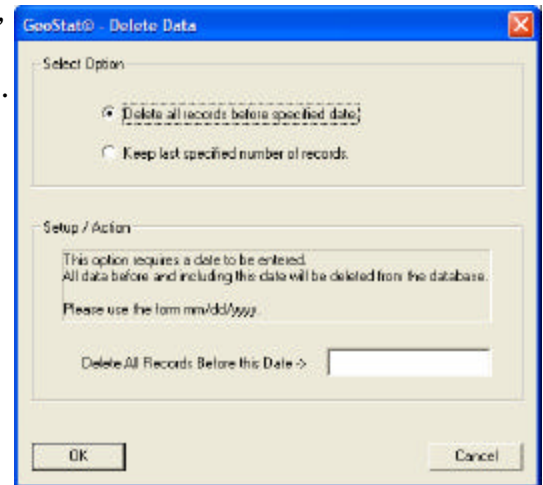 ,
GeoStat© - Delete Data
.
Select Option
Delete all records before specified date.
Keep last specified number of records.
Setup / Action
This option requires a date to be entered.
All data before and including this date will be deleted from the database.
Please use the form mm/dd/yyyy.
Delete All Records Before this Date ->
OK
Cancel